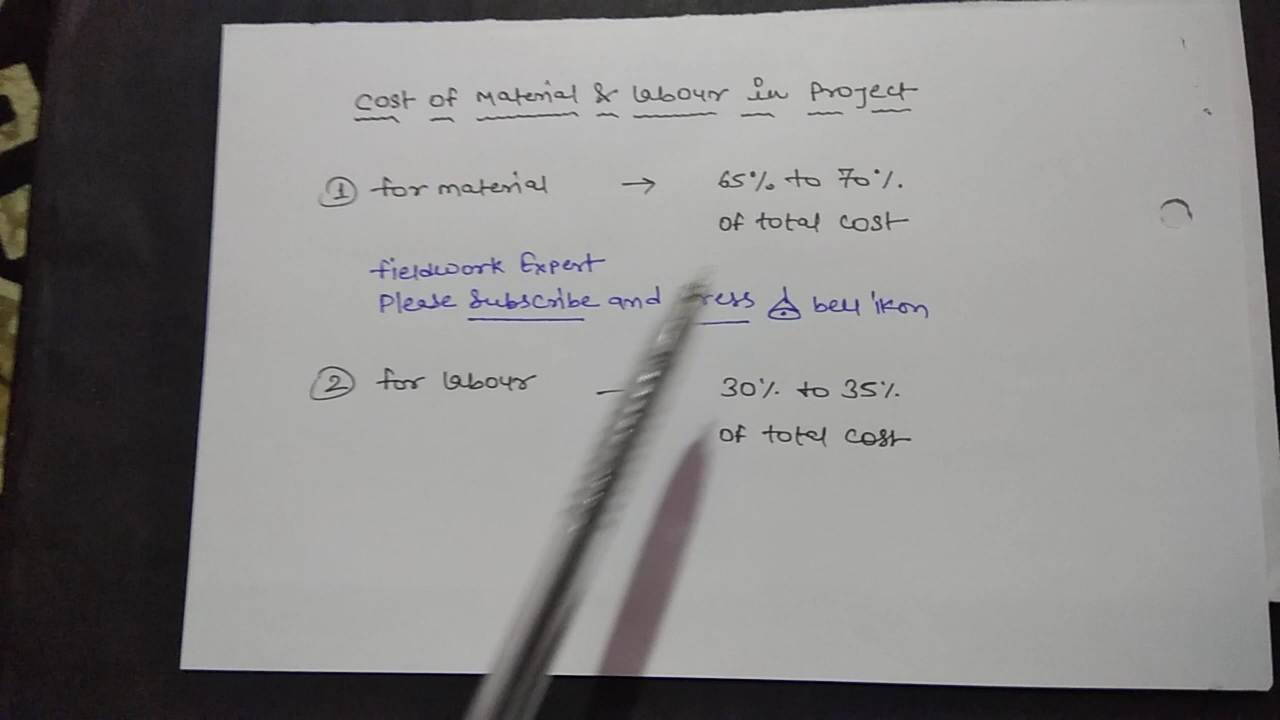 Cost of Material & Labour in Project
① for material → 65% to 70%.
of total cost
fieldwork Expert
Please Subscribe and press bell ikon
② for labour - 30% to 35%.
of total cost